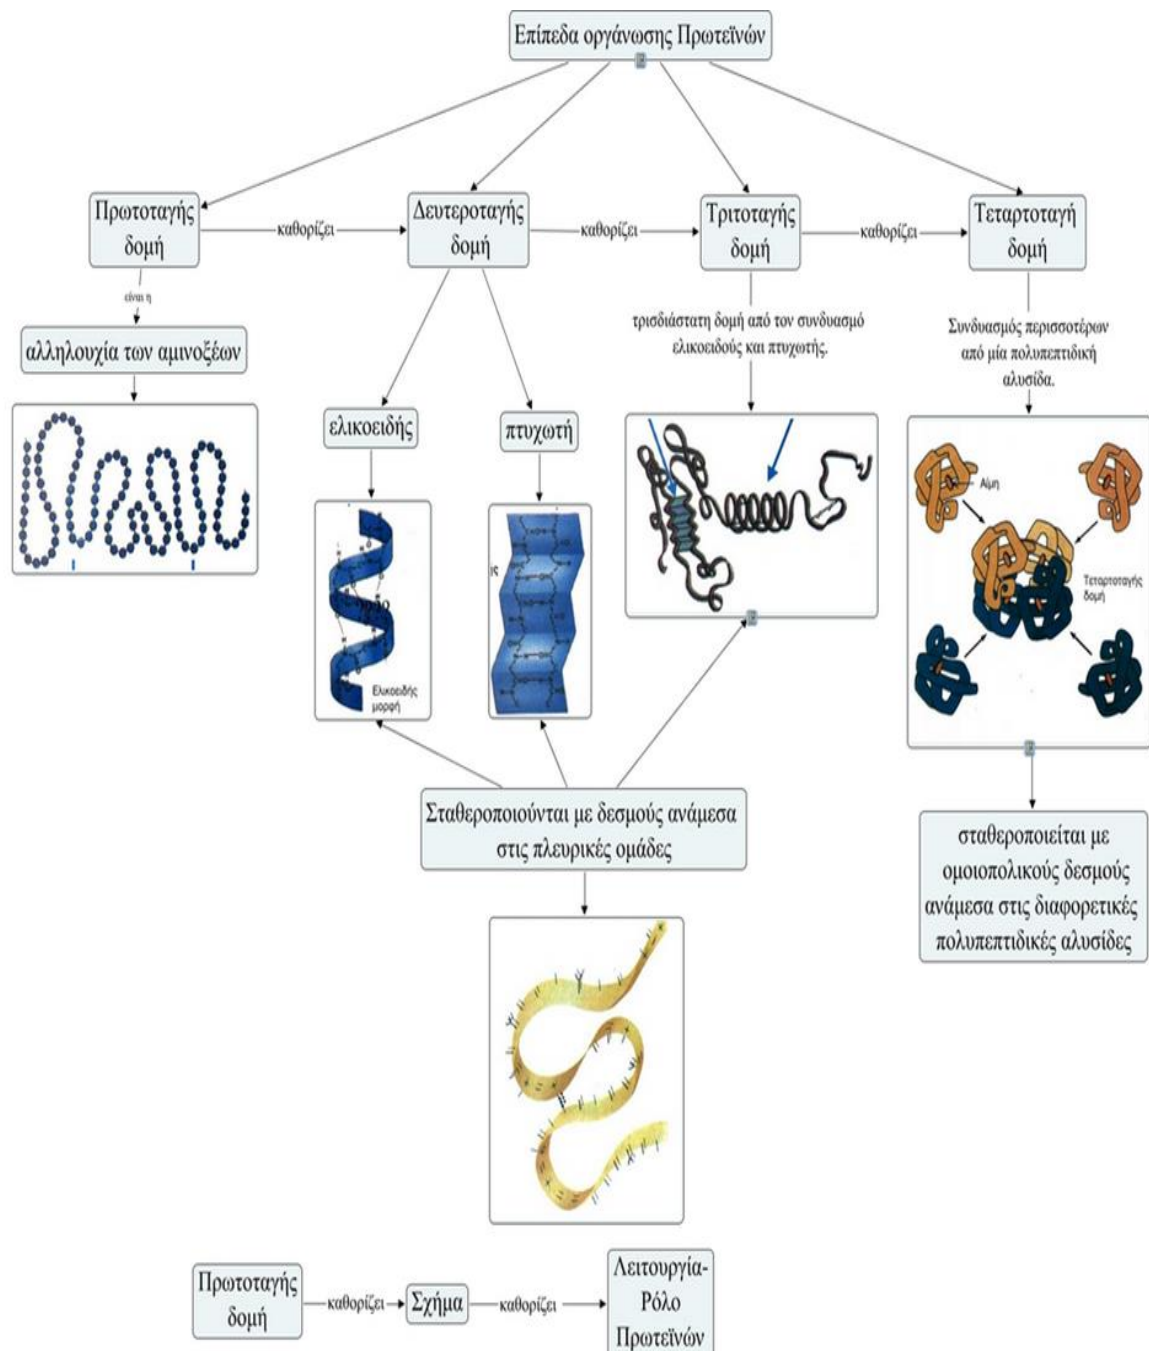 Επίπεδα οργάνωσης Πρωτεϊνών
Πρωτοταγής
δομή
καθορίζει
Δευτεροταγής
δομή
καθορίζει
Τριτοταγής
δομή
καθορίζει
Τεταρτοταγή
δομή
είναι η
αλληλουχία των αμινοξέων
τρισδιάστατη δομή από τον συνδυασμό
ελικοειδούς και πτυχωτής.
Συνδυασμός περισσοτέρων
από μία πολυπεπτιδική
αλυσίδα.
ελικοειδής
πτυχωτή
Αίμη
Τεταρτοταγής
δομή
ις
Ελικοειδής
μορφή
Σταθεροποιούνται με δεσμούς ανάμεσα
στις πλευρικές ομάδες
σταθεροποιείται με
ομοιοπολικούς δεσμούς
ανάμεσα στις διαφορετικές
πολυπεπτιδικές αλυσίδες
Πρωτοταγής
δομή
καθορίζει
Σχήμα
καθορίζει
Λειτουργία-
Ρόλο
Πρωτεϊνών